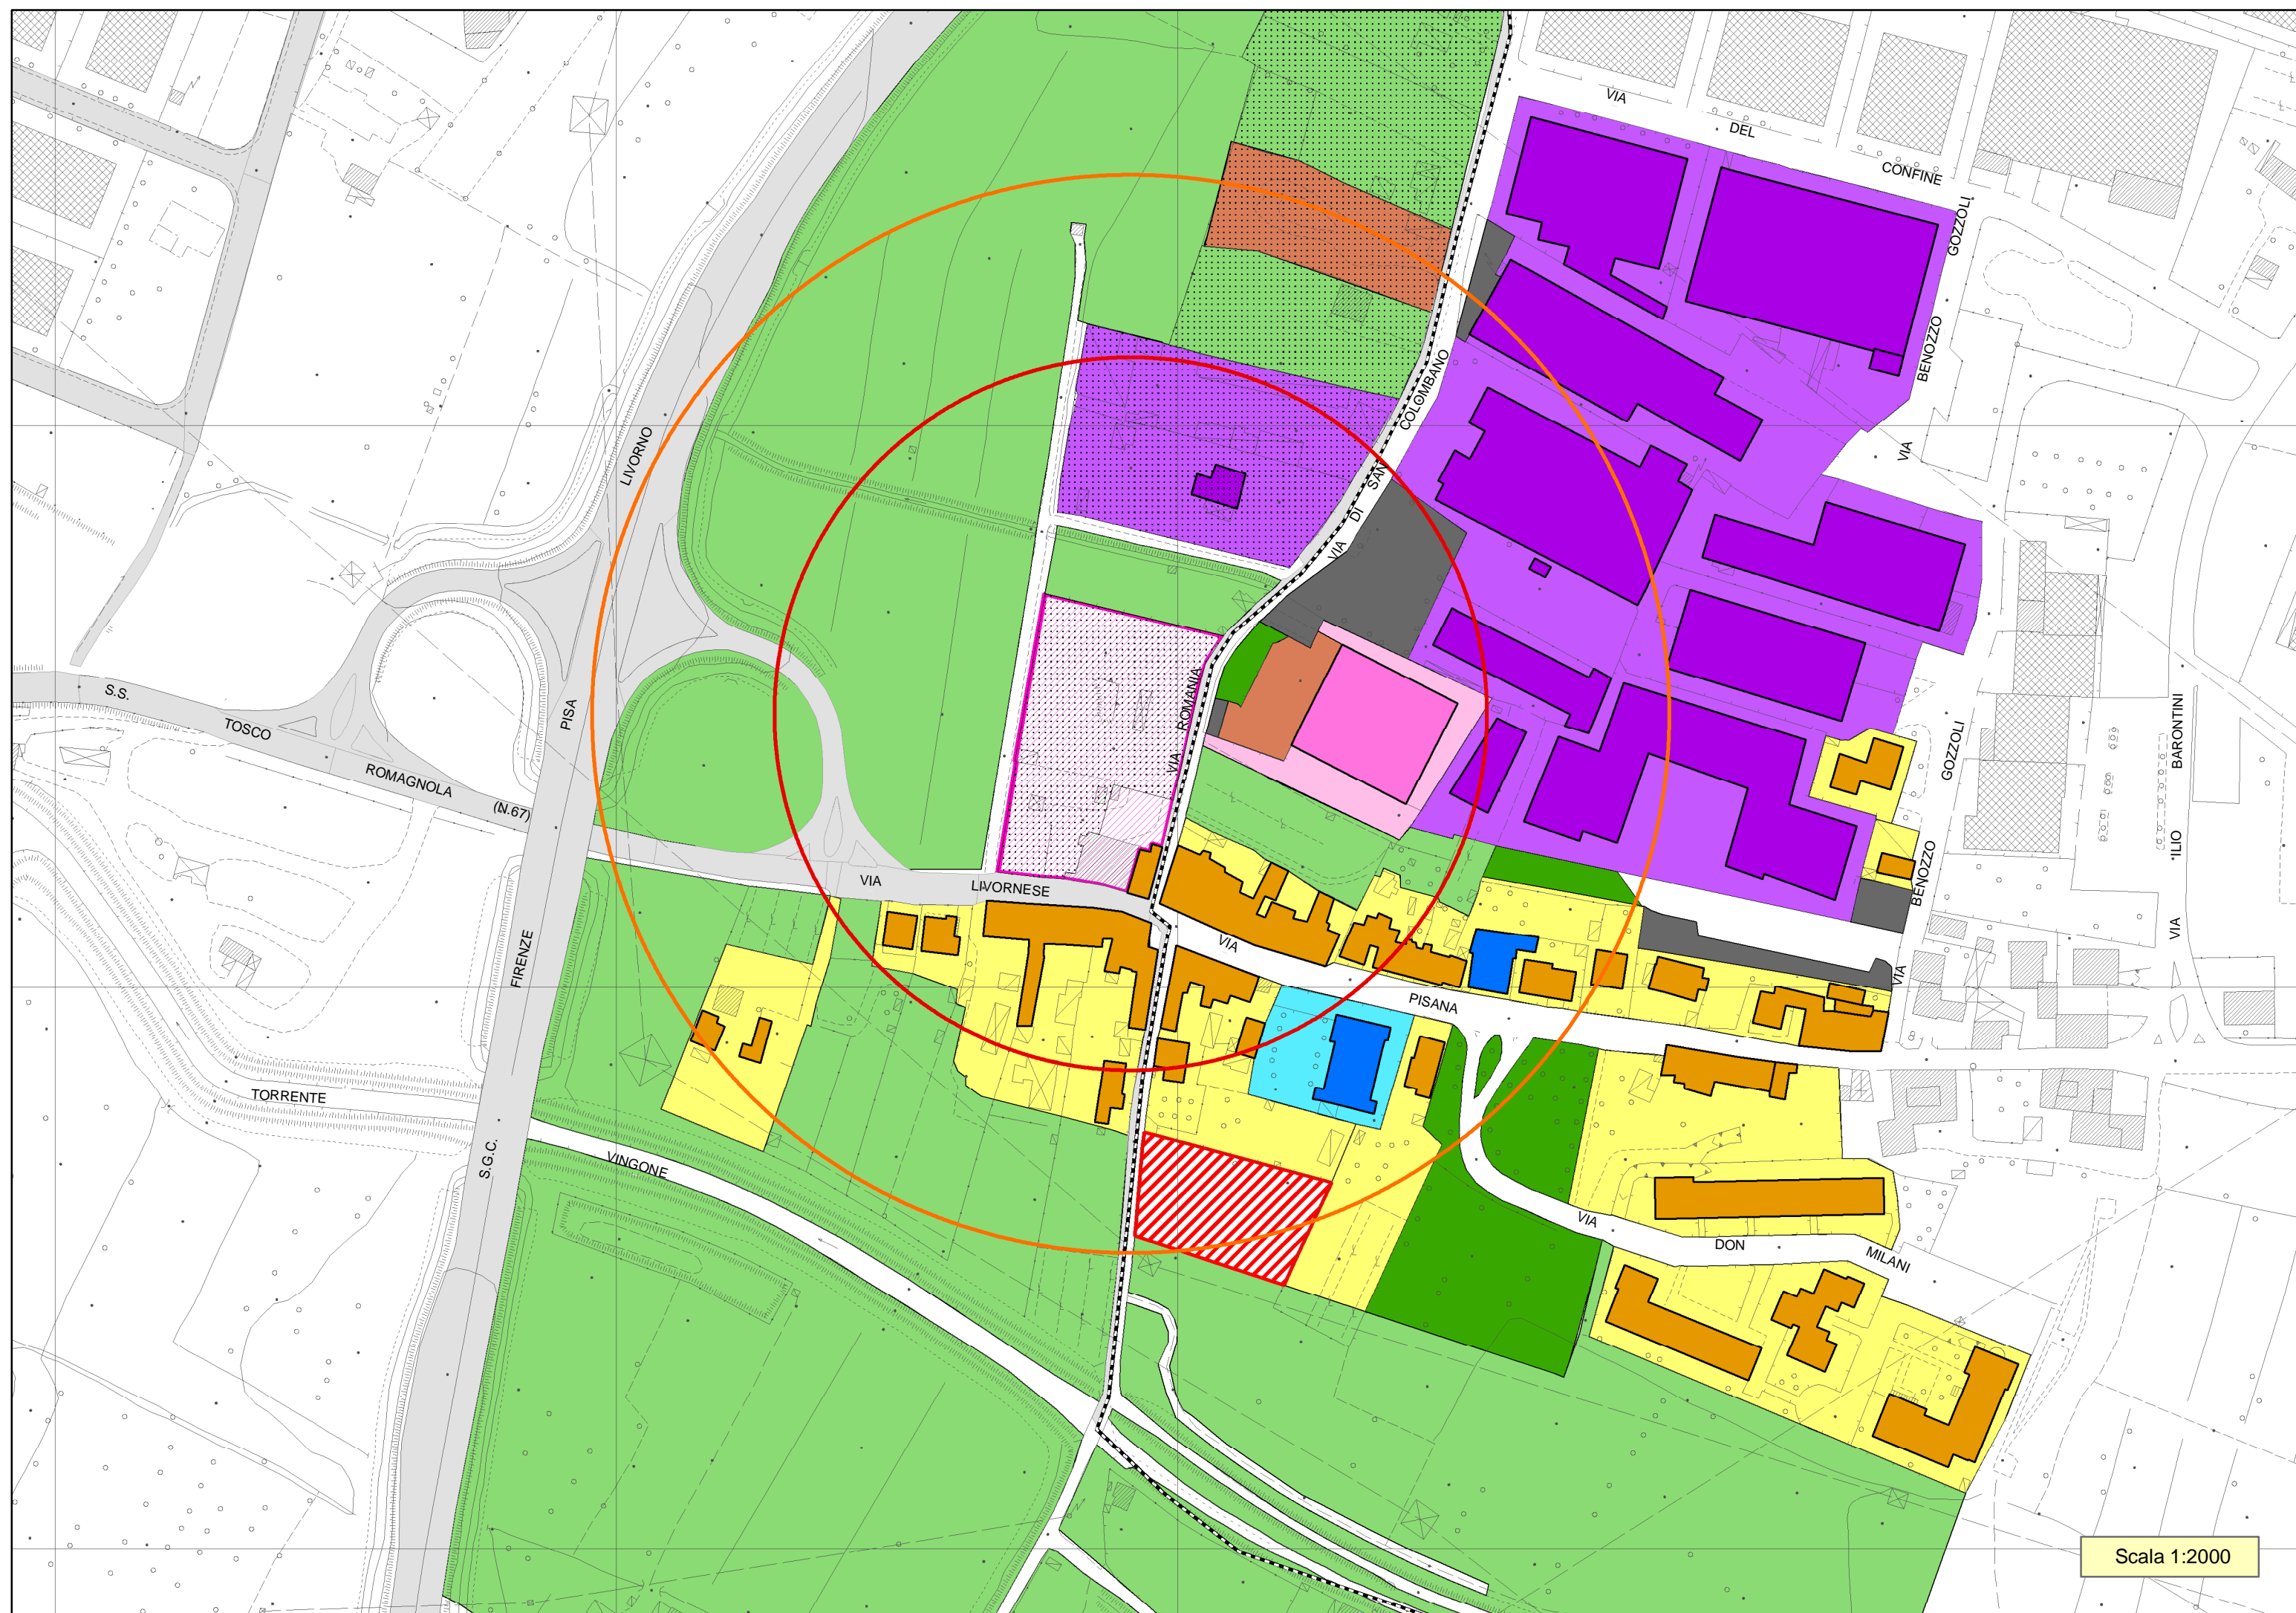 VIA
DEL
CONFINE
GOZZOLI
BENOZZO
VIA
LIVORNO
PISA
FIRENZE
S.G.C.
COLOMBANO
SAN
DI
VIA
ROMANIA
VIA
S.S.
TOSCO
ROMAGNOLA
(N.67)
VIA
LIVORNESE
VIA
PISANA
GOZZOLI
BENOZZO
VIA
BARONTINI
ILIO
VIA
TORRENTE
VINGONE
VIA
DON
MILANI
Scala 1:2000